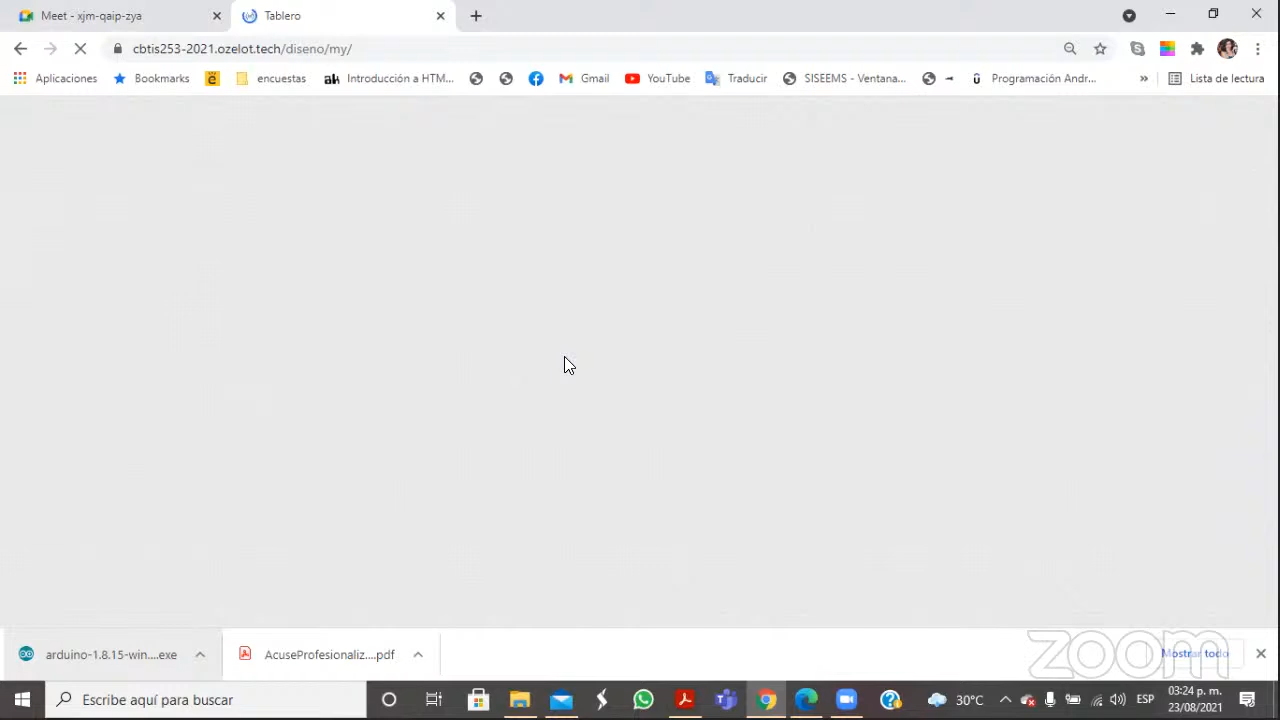 Meet - xjm-qaip-zya
Tablero
cbtis253-2021.ozelot.tech/diseno/my/
Aplicaciones
Bookmarks
encuestas
Introducción a HTM...
Gmail
YouTube
Traducir
SISEEMS - Ventana...
Programación Andr...
»
Lista de lectura
arduino-1.8.15-win....exe
AcuseProfesionaliz....pdf
Mostrar todo
zoom
Escribe aquí para buscar
30°C
ESP
03:24 p. m.
23/08/2021